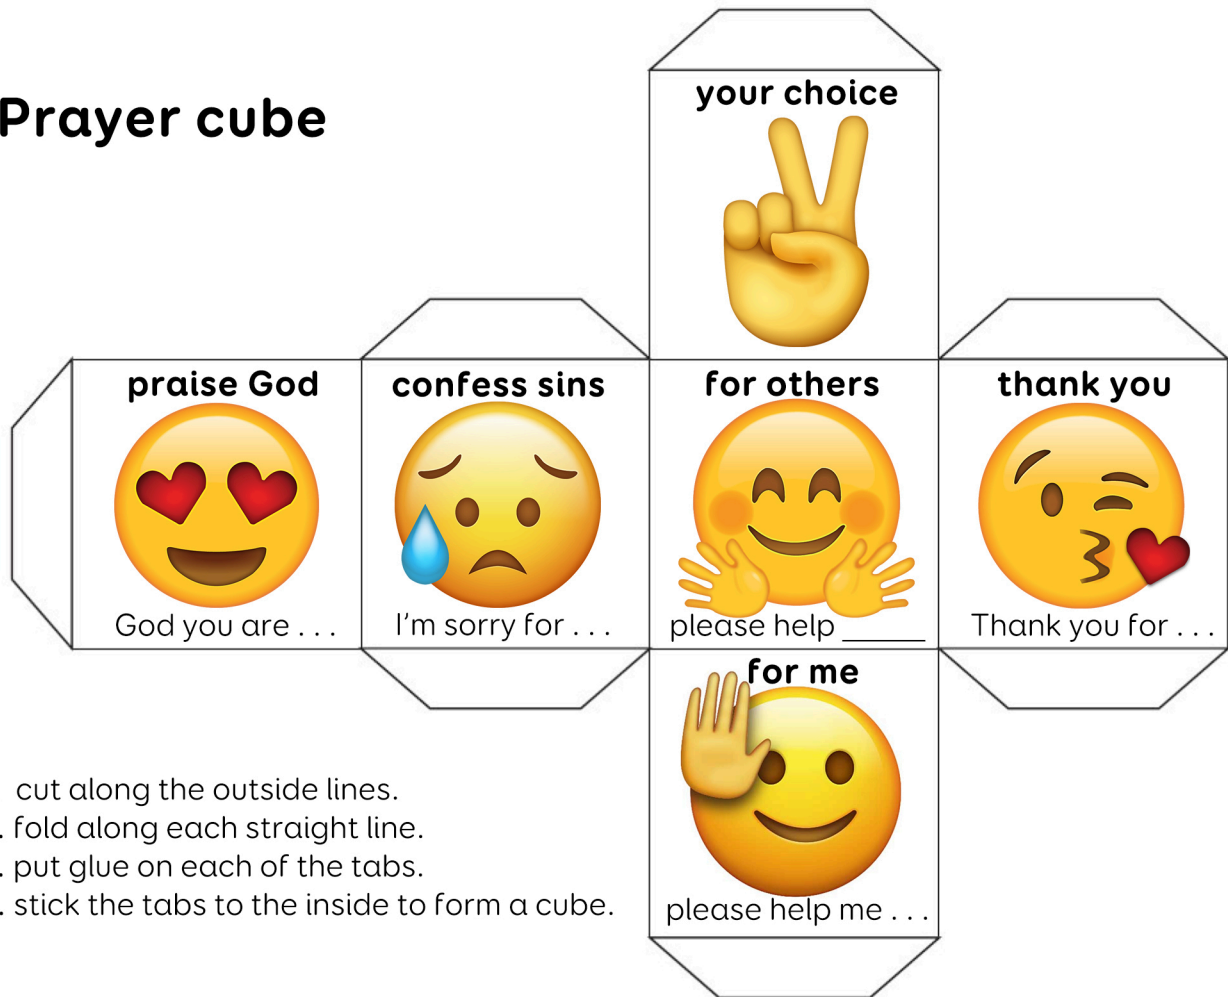 Prayer cube
your choice
praise God
God you are . . .
confess sins
I'm sorry for . . .
for others
please help ______
thank you
Thank you for . . .
for me
please help me . . .
cut along the outside lines.
. fold along each straight line.
. put glue on each of the tabs.
. stick the tabs to the inside to form a cube.